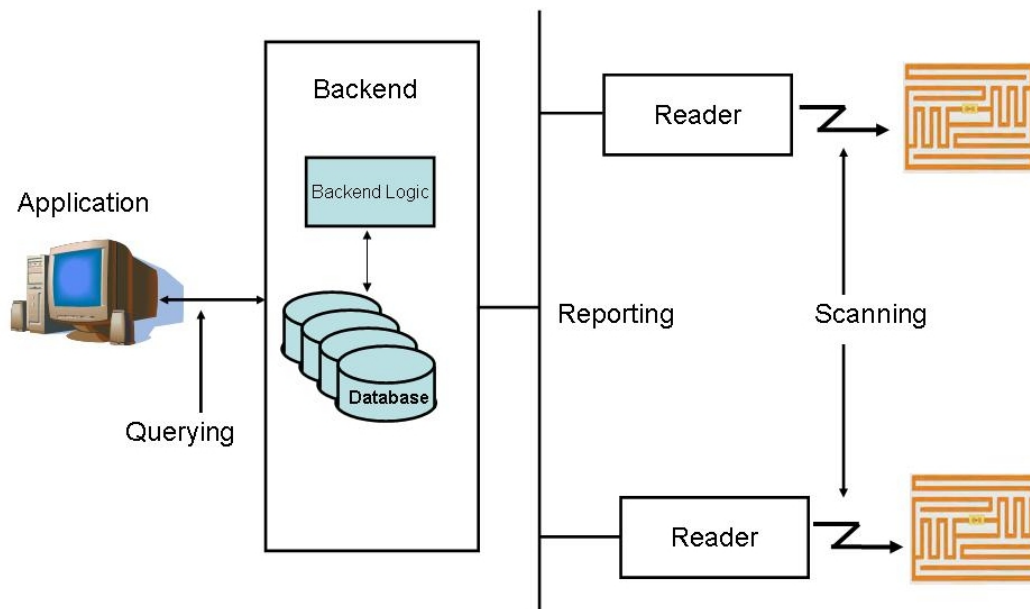 Backend
Reader
Backend Logic
Application
Reporting
Scanning
Database
Querying
Reader